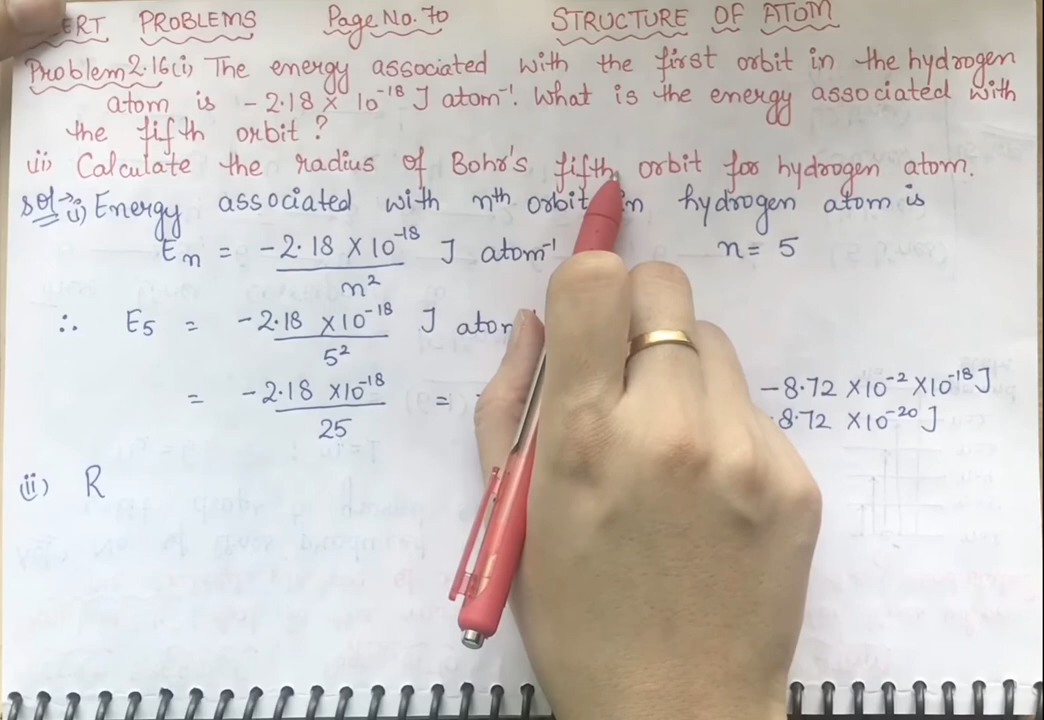 ERT PROBLEMS Page No. 70 STRUCTURE OF ATOM
Problem 2.16(i) The energy associated with the first orbit in the hydrogen
atom is -2.18 × 10⁻¹⁸ J atom⁻¹. What is the energy associated with
the fifth orbit?
(ii) Calculate the radius of Bohr's fifth orbit for hydrogen atom.
Sol→ (i) Energy associated with nth orbit in hydrogen atom is
Eₙ = -2.18 × 10⁻¹⁸ / n² J atom⁻¹ n = 5
∴ E₅ = -2.18 × 10⁻¹⁸ / 5² J
= -2.18 × 10⁻¹⁸ / 25 = -8.72 × 10⁻² × 10⁻¹⁸ J
8.72 × 10⁻²⁰ J
(ii) R